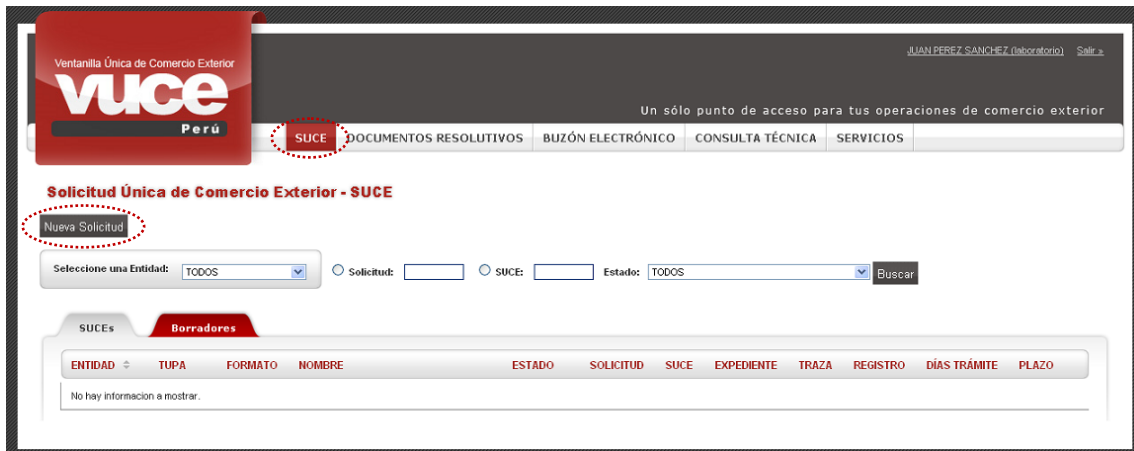 JUAN PEREZ SANCHEZ (laboratorio) Salir »
Ventanilla Única de Comercio Exterior
vuce
Perú
Un sólo punto de acceso para tus operaciones de comercio exterior
SUCE DOCUMENTOS RESOLUTIVOS BUZÓN ELECTRÓNICO CONSULTA TÉCNICA SERVICIOS
Solicitud Única de Comercio Exterior - SUCE
Nueva Solicitud
Seleccione una Entidad: TODOS Solicitud: SUCE: Estado: TODOS Buscar
SUCEs Borradores
ENTIDAD TUPA FORMATO NOMBRE ESTADO SOLICITUD SUCE EXPEDIENTE TRAZA REGISTRO DÍAS TRÁMITE PLAZO
No hay informacion a mostrar.